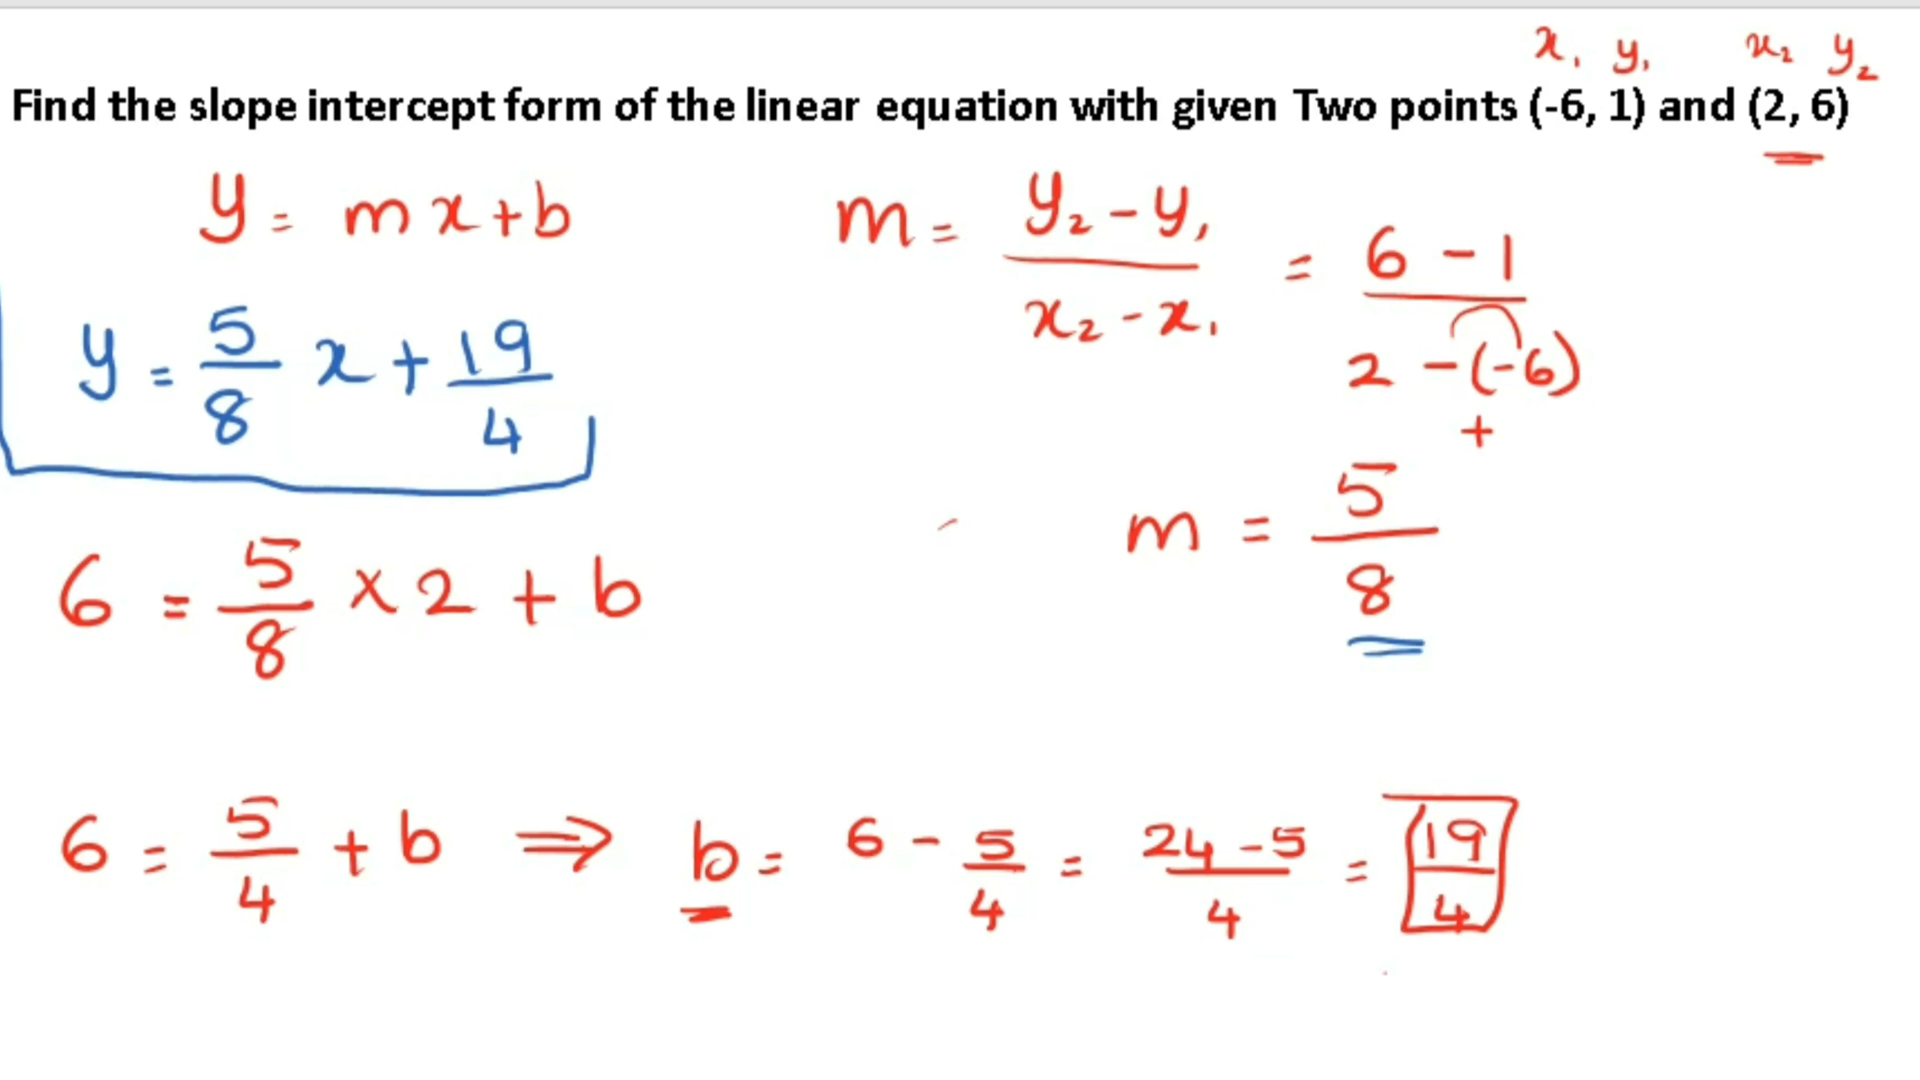 x₁ y₁ x₂ y₂
Find the slope intercept form of the linear equation with given Two points (-6, 1) and (2, 6)
y = mx+b
m = y₂-y₁/x₂-x₁ = 6-1/2-(-6)
+
y = 5/8 x + 19/4
m = 5/8
6 = 5/8 × 2 + b
6 = 5/4 + b ⇒ b = 6 - 5/4 = 24-5/4 = 19/4